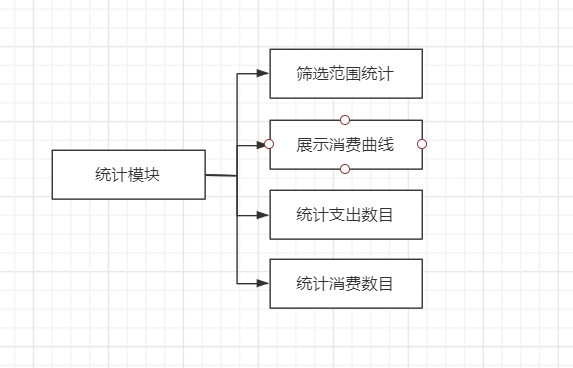 筛选范围统计
展示消费曲线
统计模块
统计支出数目
统计消费数目